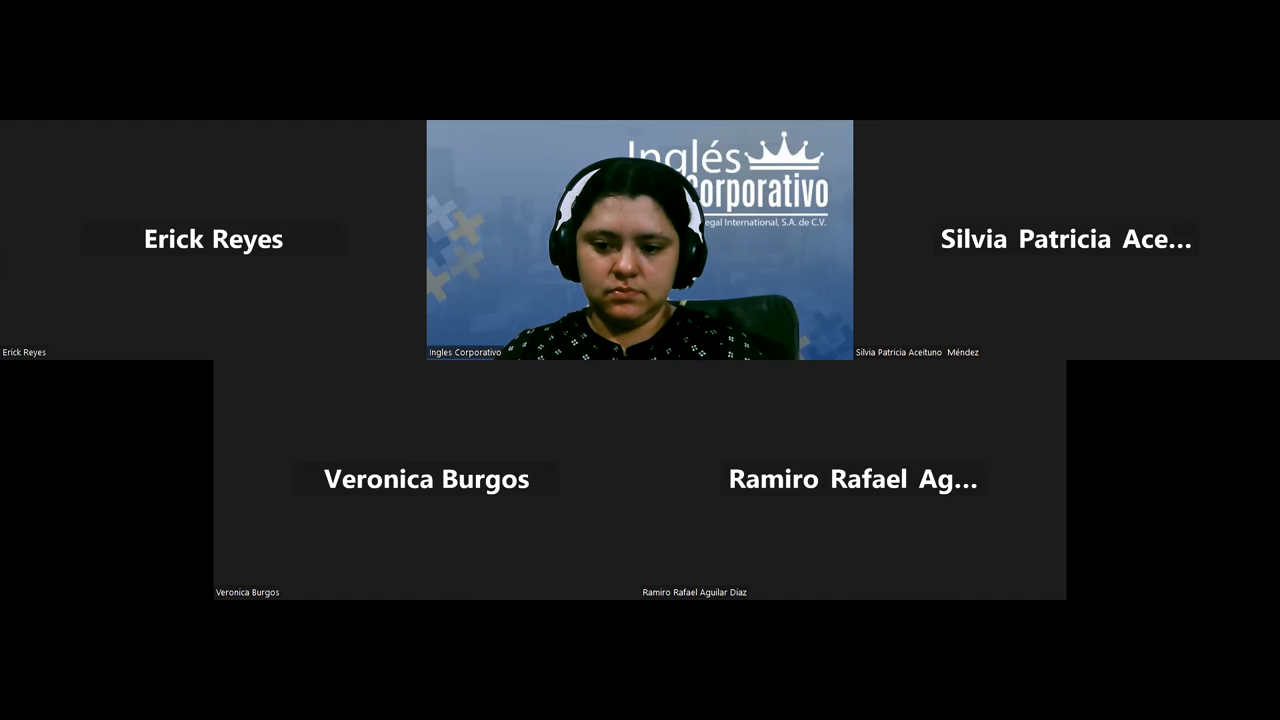 Erick Reyes
Erick Reyes
Inglés
Corporativo
egal International, S.A. de C.V.
Ingles Corporativo
Silvia Patricia Ace...
Silvia Patricia Aceituno Méndez
Veronica Burgos
Veronica Burgos
Ramiro Rafael Ag...
Ramiro Rafael Aguilar Diaz